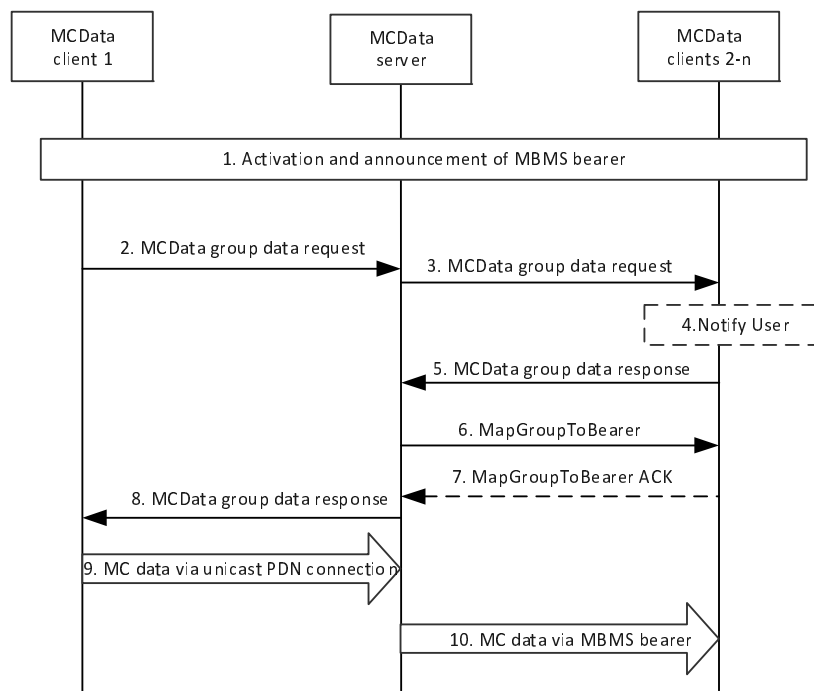 MCData
client 1
MCData
server
MCData
clients 2-n
1. Activation and announcement of MBMS bearer
2. MCData group data request
3. MCData group data request
4.Notify User
5. MCData group data response
6. MapGroupToBearer
7. MapGroupToBearer ACK
8. MCData group data response
9. MC data via unicast PDN connection
10. MC data via MBMS bearer